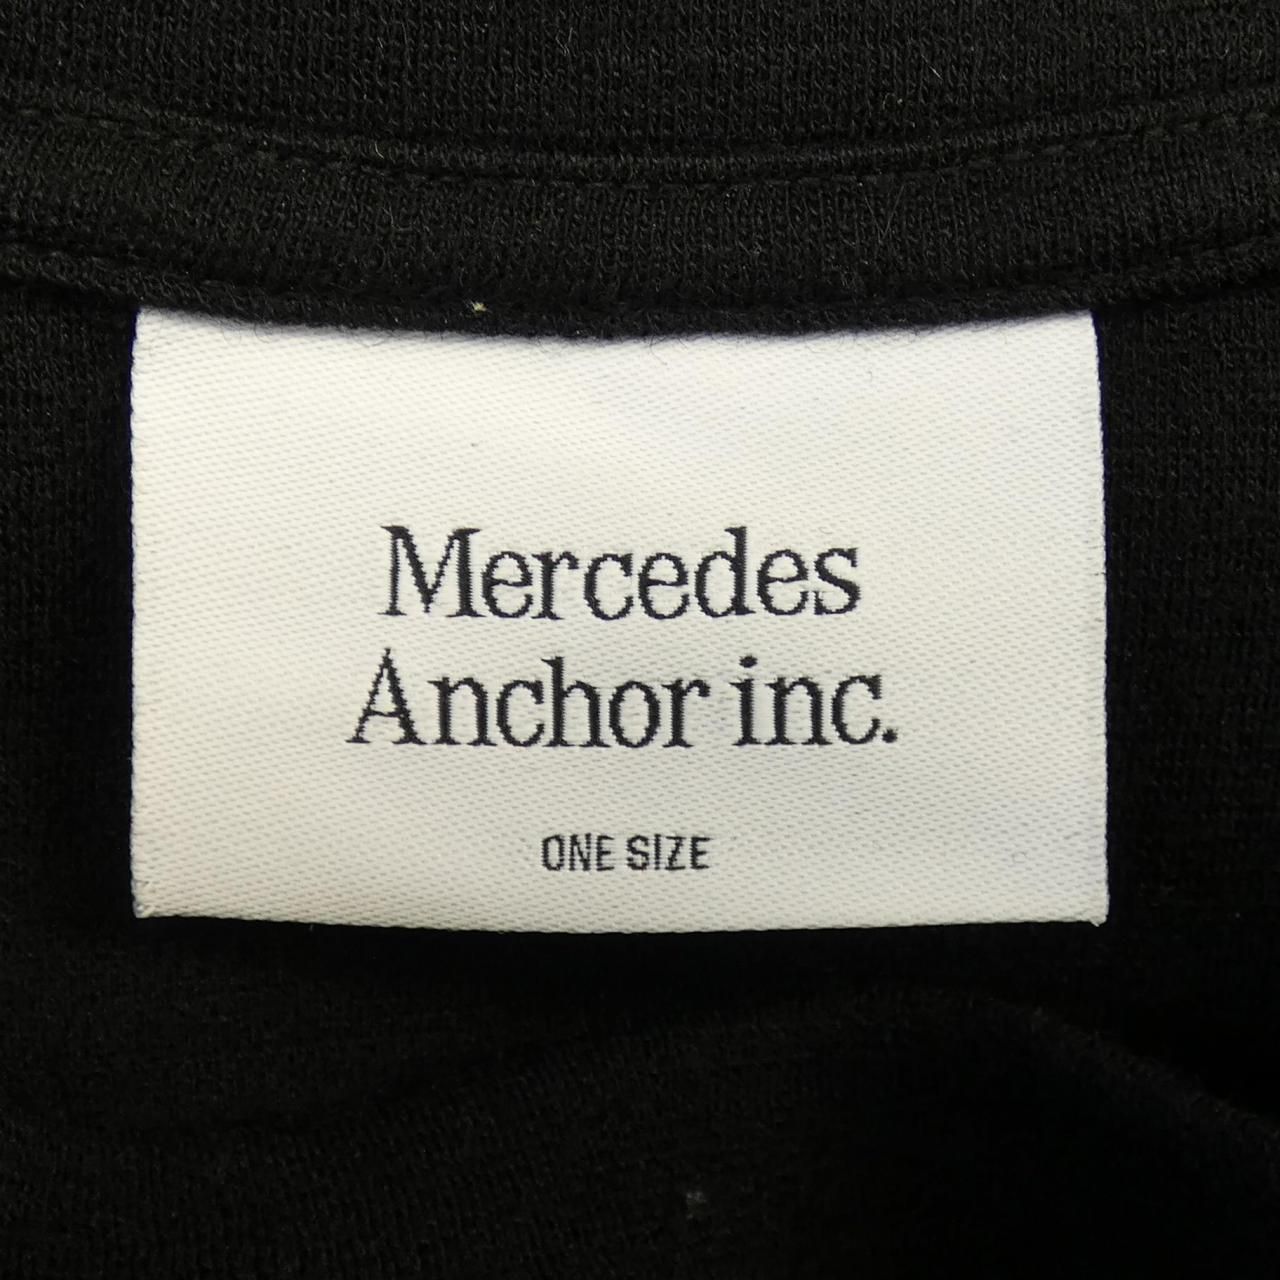 Mercedes
Anchor inc.
ONE SIZE